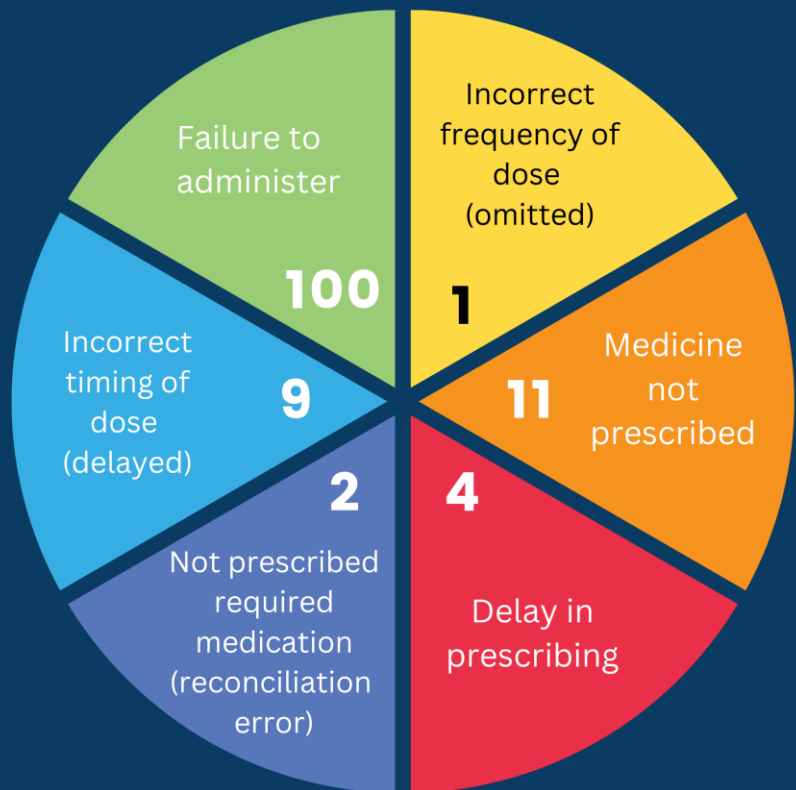 Failure to
administer
100
Incorrect
frequency of
dose
(omitted)
1
Medicine
not
prescribed
11
Delay in
prescribing
4
Not prescribed
required
medication
(reconciliation
error)
2
Incorrect
timing of
dose
(delayed)
9